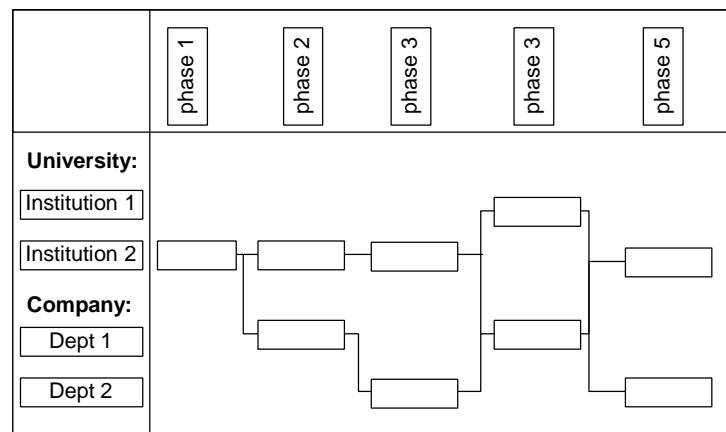 phase 1
phase 2
phase 3
phase 3
phase 5
University:
Institution 1
Institution 2
Company:
Dept 1
Dept 2